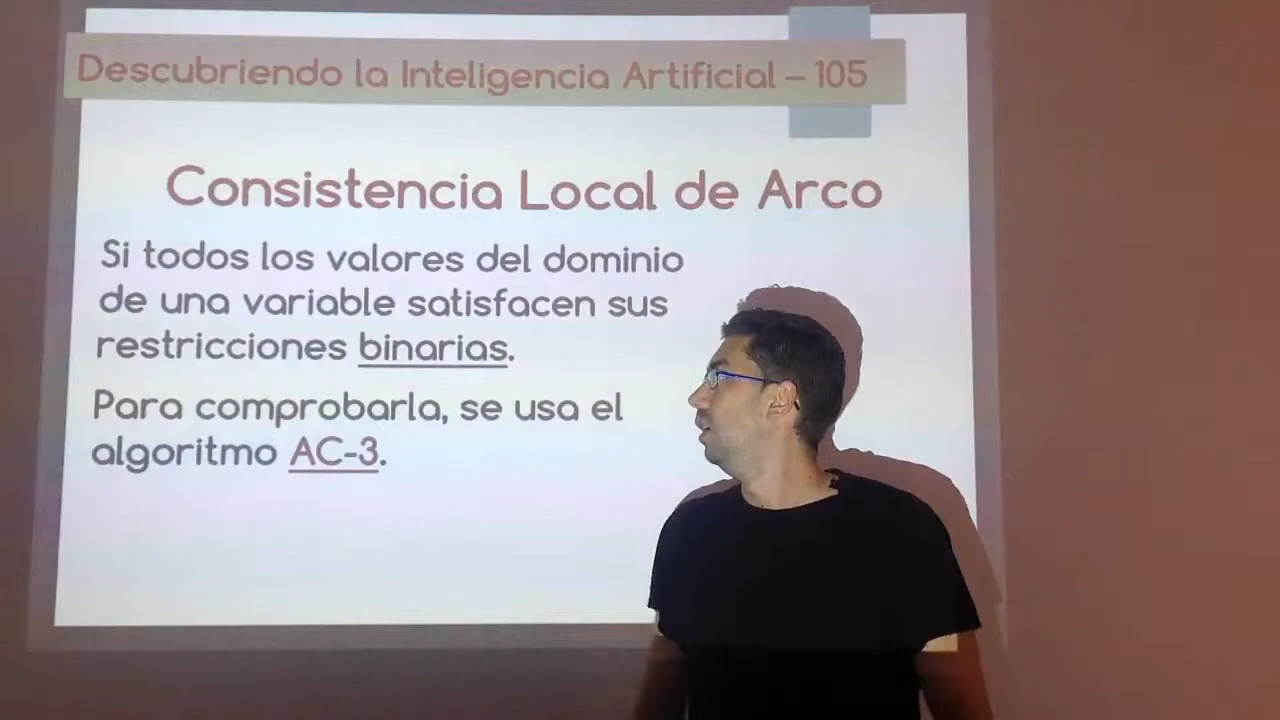 Descubriendo la Inteligencia Artificial – 105
Consistencia Local de Arco
Si todos los valores del dominio
de una variable satisfacen sus
restricciones binarias.
Para comprobarla, se usa el
algoritmo AC-3.